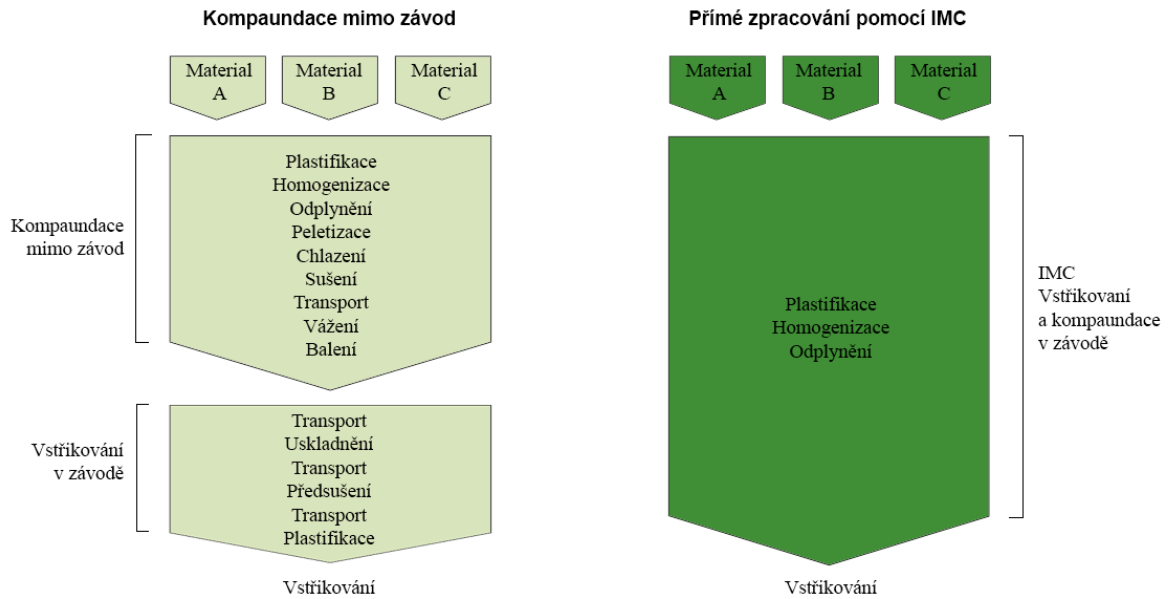 Kompaundace mimo závod
Material
A
Material
B
Material
C
Kompaundace
mimo závod
Plastifikace
Homogenizace
Odplynění
Peletizace
Chlazení
Sušení
Transport
Vážení
Balení
Vstřikování
v závodě
Transport
Uskladnění
Transport
Předsušení
Transport
Plastifikace
Vstřikování
Přímé zpracování pomocí IMC
Material
A
Material
B
Material
C
Plastifikace
Homogenizace
Odplynění
IMC
Vstřikovaní
a kompaundace
v závodě
Vstřikování